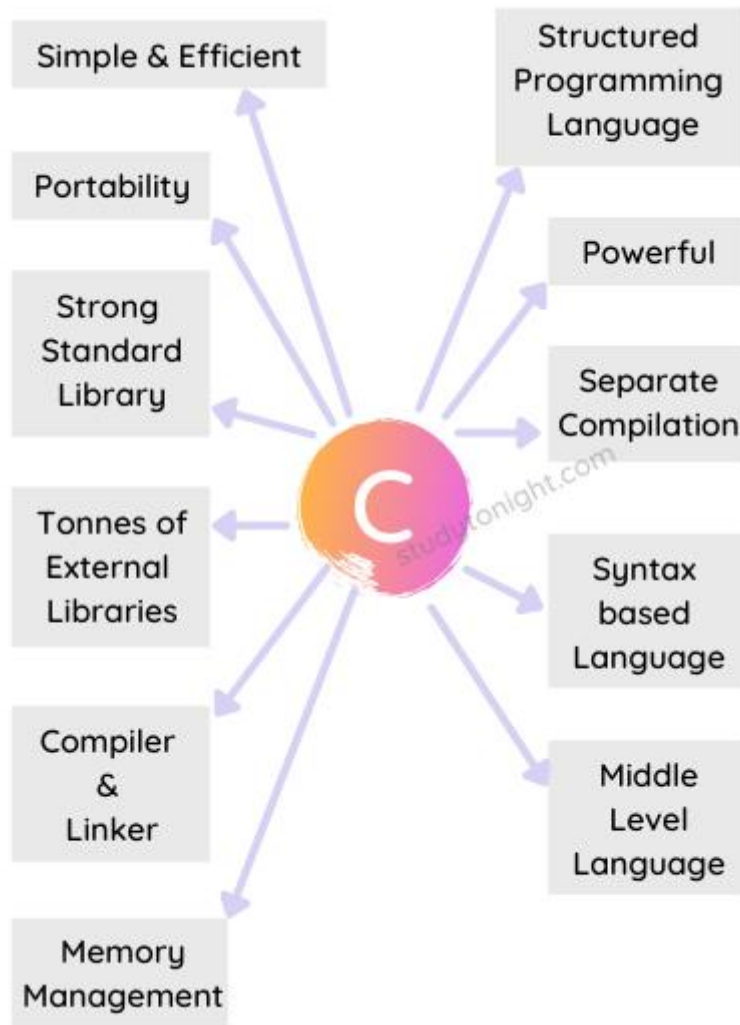 Simple & Efficient
Portability
Strong
Standard
Library
Tonnes of
External
Libraries
Compiler
&
Linker
Memory
Management
C
studytonight.com
Structured
Programming
Language
Powerful
Separate
Compilation
Syntax
based
Language
Middle
Level
Language